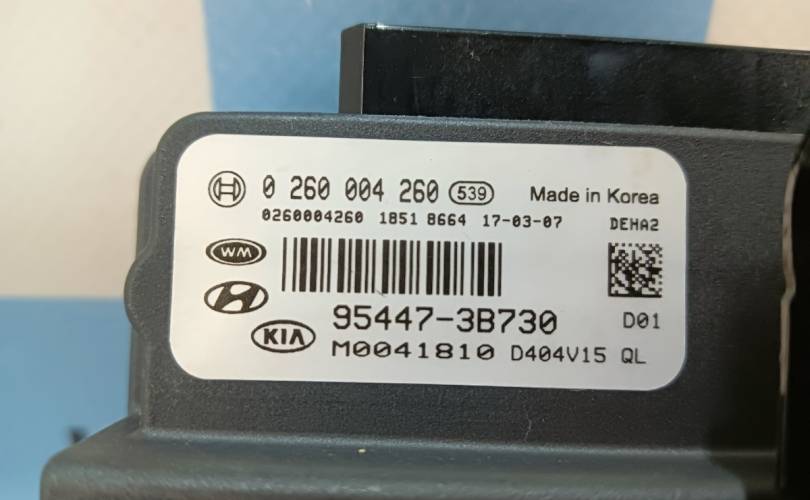 0 260 004 260 539 Made in Korea
0260004260 1851 8664 17-03-07 DEHA2
WM
95447-3B730 D01
KIA
M0041810 D404V15 QL